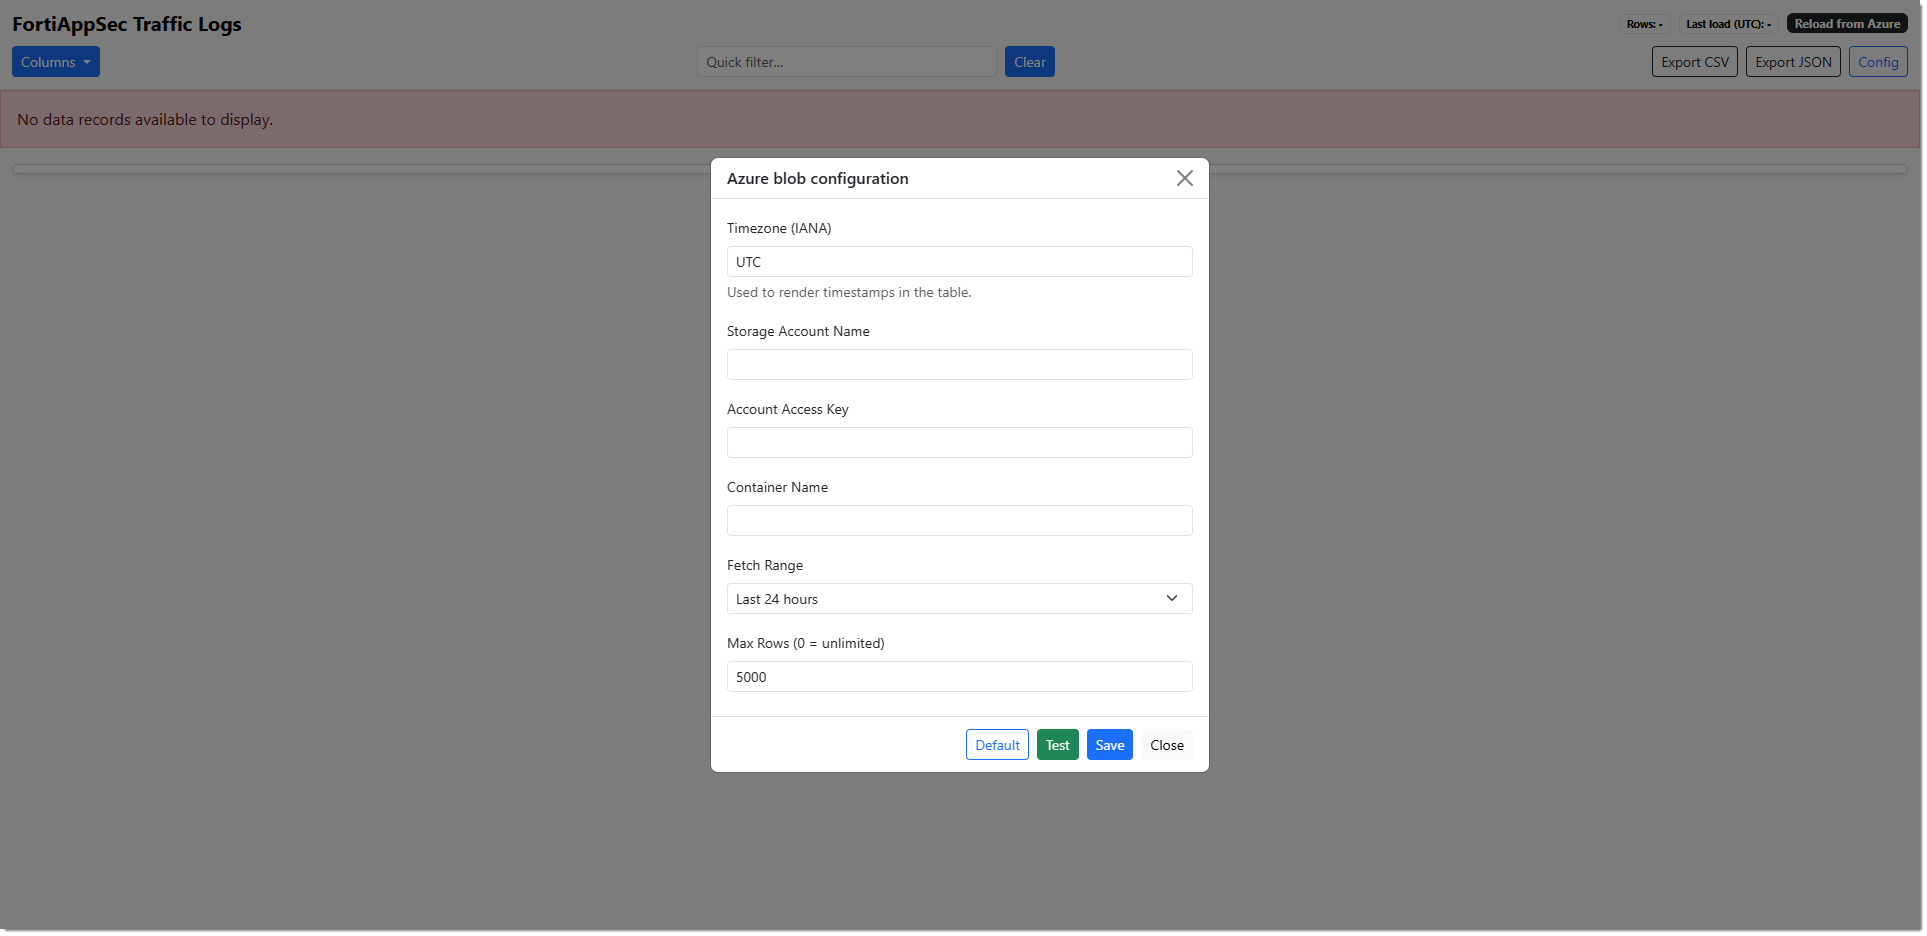 FortiAppSec Traffic Logs
Rows: -
Last load (UTC): -
Reload from Azure
Columns
Quick filter...
Clear
Export CSV
Export JSON
Config
No data records available to display.
Azure blob configuration
Timezone (IANA)
UTC
Used to render timestamps in the table.
Storage Account Name
Account Access Key
Container Name
Fetch Range
Last 24 hours
Max Rows (0 = unlimited)
5000
Default
Test
Save
Close